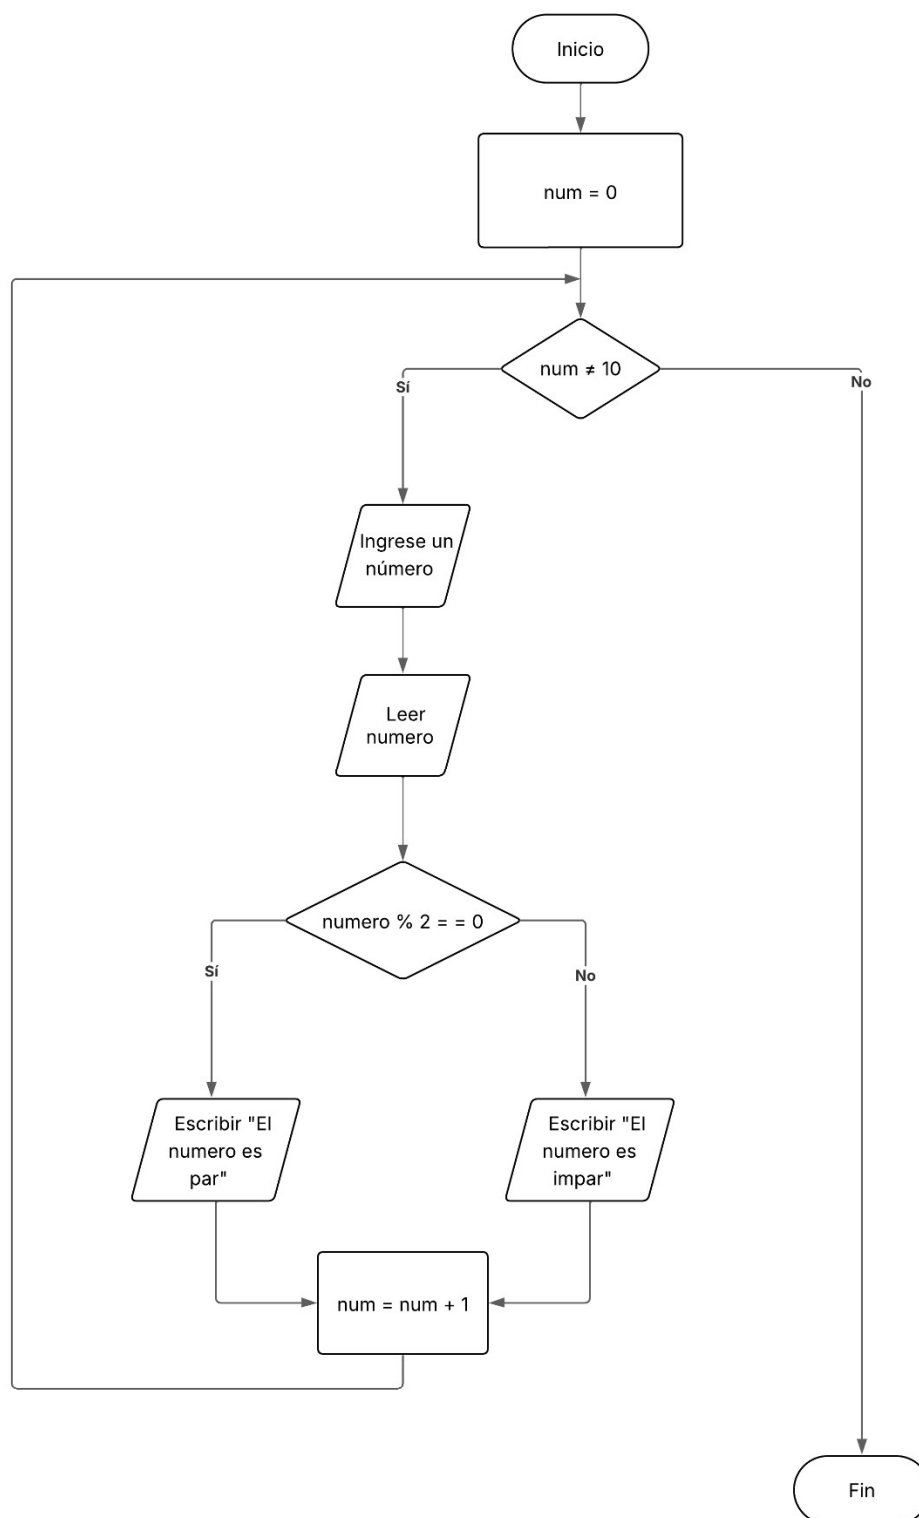 Inicio
num = 0
num ≠ 10
Sí
No
Ingrese un
número
Leer
numero
numero % 2 = = 0
Sí
No
Escribir "El
numero es
par"
Escribir "El
numero es
impar"
num = num + 1
Fin